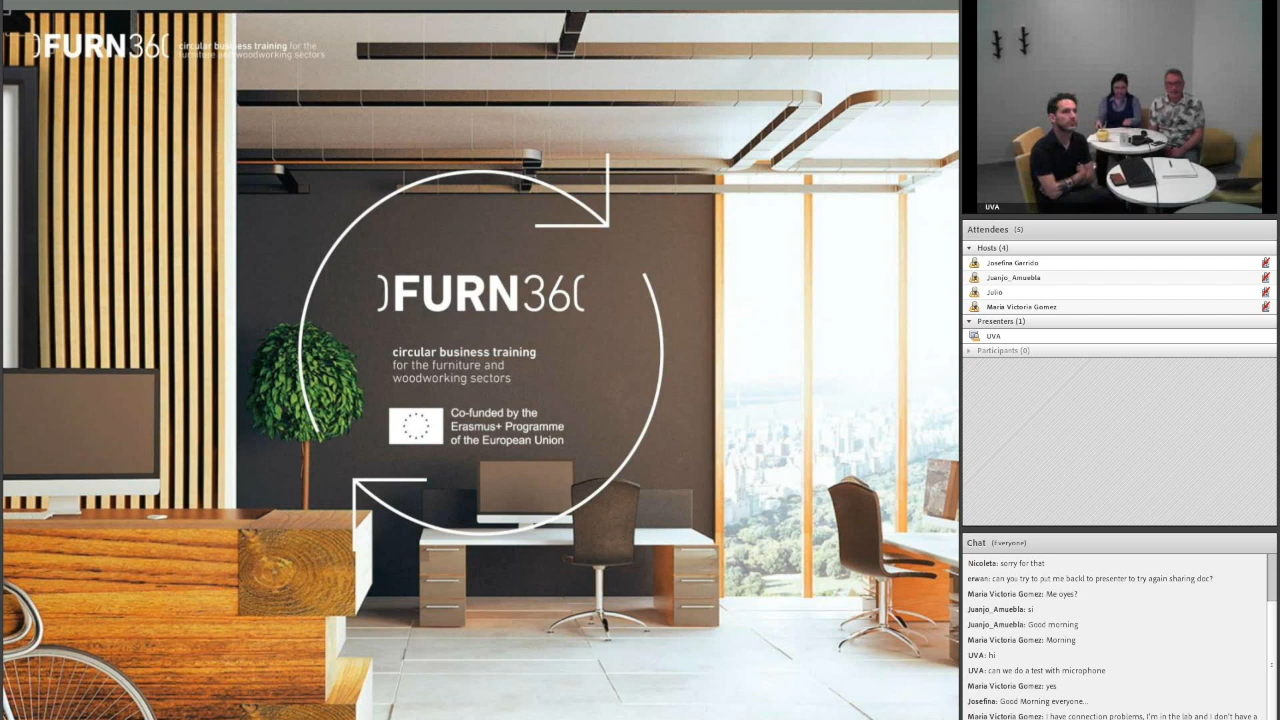 )FURN36(
circular business training for the
furniture and woodworking sectors
)FURN36(
circular business training
for the furniture and
woodworking sectors
Co-funded by the
Erasmus+ Programme
of the European Union
UVA
Attendees (5)
Hosts (4)
Josefina Garrido
Juanjo_Amuebla
Julio
Maria Victoria Gomez
Presenters (1)
UVA
Participants (0)
Chat (Everyone)
Nicoleta: sorry for that
erwan: can you try to put me backl to presenter to try again sharing doc?
Maria Victoria Gomez: Me oyes?
Juanjo_Amuebla: si
Juanjo_Amuebla: Good morning
Maria Victoria Gomez: Morning
UVA: hi
UVA: can we do a test with microphone
Maria Victoria Gomez: yes
Josefina: Good Morning everyone...
Maria Victoria Gomez: I have connection problems, I'm in the lab and I don't have a